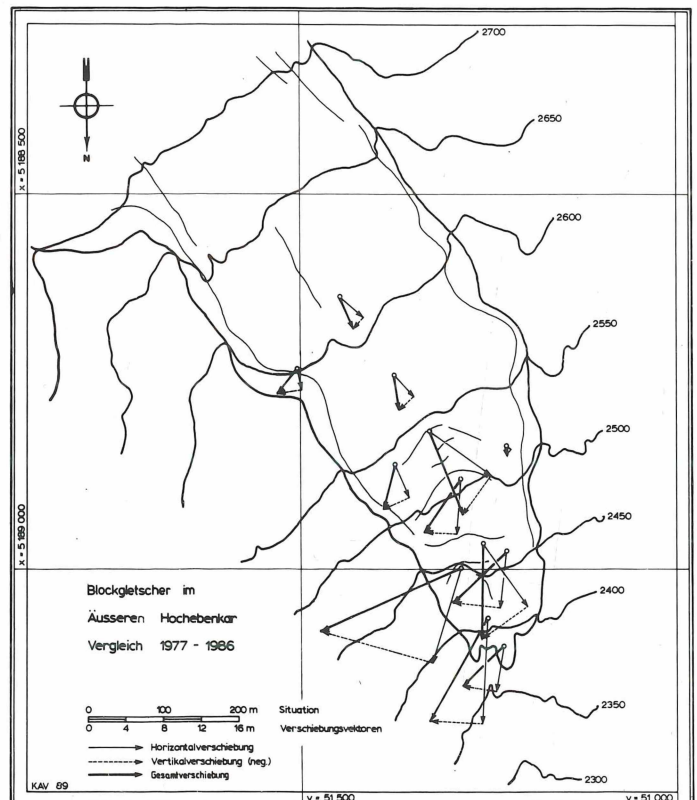 2700
2650
N
x = 5 188 500
2600
2550
2500
x = 5 189 000
2450
Blockgletscher im
Äusseren Hochebenkar
Vergleich 1977 - 1986
2400
0 100 200 m Situation
0 4 8 12 16 m Verschiebungsvektoren
2350
Horizontalverschiebung
Vertikalverschiebung (neg.)
Gesamtverschiebung
2300
KAV 89
y = 51 500
y = 51 000